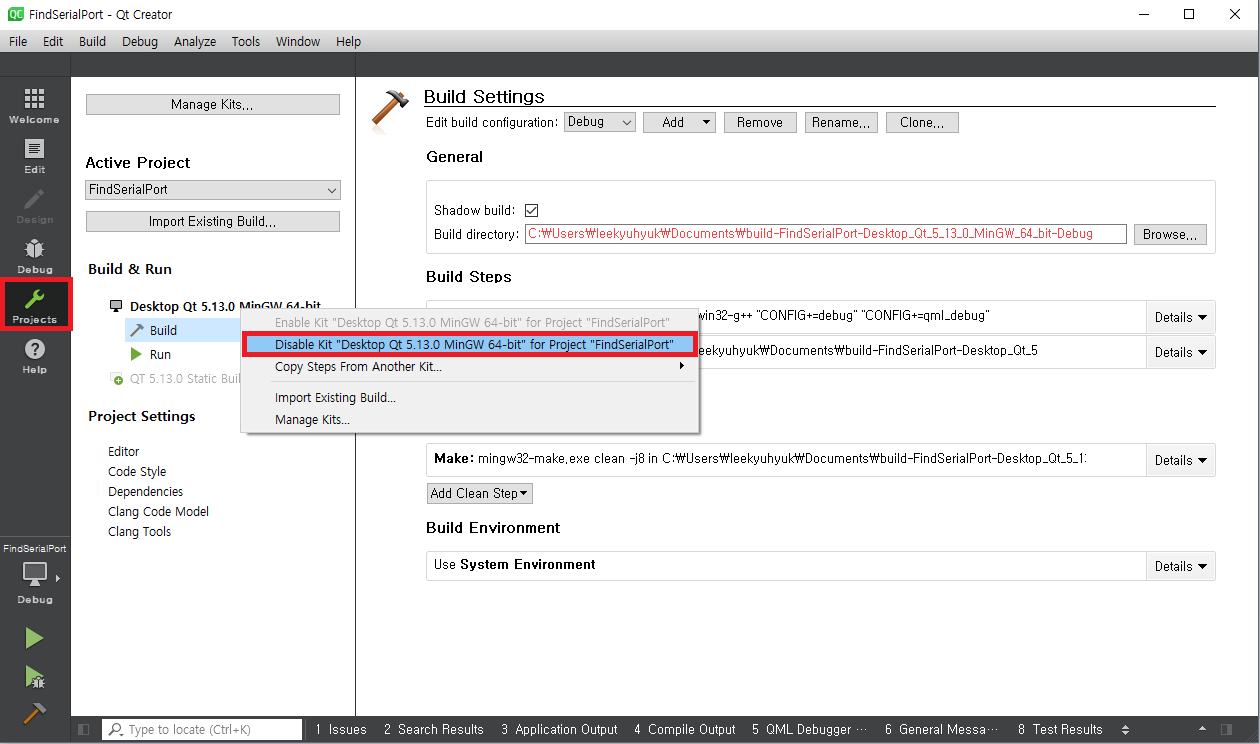 QC FindSerialPort - Qt Creator
File Edit Build Debug Analyze Tools Window Help
Welcome
Edit
Design
Debug
Projects
Help
FindSerialPort
Debug
Manage Kits...
Active Project
FindSerialPort
Import Existing Build...
Build & Run
Desktop Qt 5.13.0 MinGW 64-bit
Build
Run
QT 5.13.0 Static Buil
Project Settings
Editor
Code Style
Dependencies
Clang Code Model
Clang Tools
Enable Kit "Desktop Qt 5.13.0 MinGW 64-bit" for Project "FindSerialPort"
Disable Kit "Desktop Qt 5.13.0 MinGW 64-bit" for Project "FindSerialPort"
Copy Steps From Another Kit...
Import Existing Build...
Manage Kits...
Build Settings
Edit build configuration: Debug Add Remove Rename... Clone...
General
Shadow build:
Build directory: C:₩Users₩leekyuhyuk₩Documents₩build-FindSerialPort-Desktop_Qt_5_13_0_MinGW_64_bit-Debug Browse...
Build Steps
win32-g++ "CONFIG+=debug" "CONFIG+=qml_debug" Details
eekyuhyuk₩Documents₩build-FindSerialPort-Desktop_Qt_5 Details
Make: mingw32-make.exe clean -j8 in C:₩Users₩leekyuhyuk₩Documents₩build-FindSerialPort-Desktop_Qt_5_1 Details
Add Clean Step
Build Environment
Use System Environment Details
Type to locate (Ctrl+K) 1 Issues 2 Search Results 3 Application Output 4 Compile Output 5 QML Debugger ... 6 General Messa... 8 Test Results